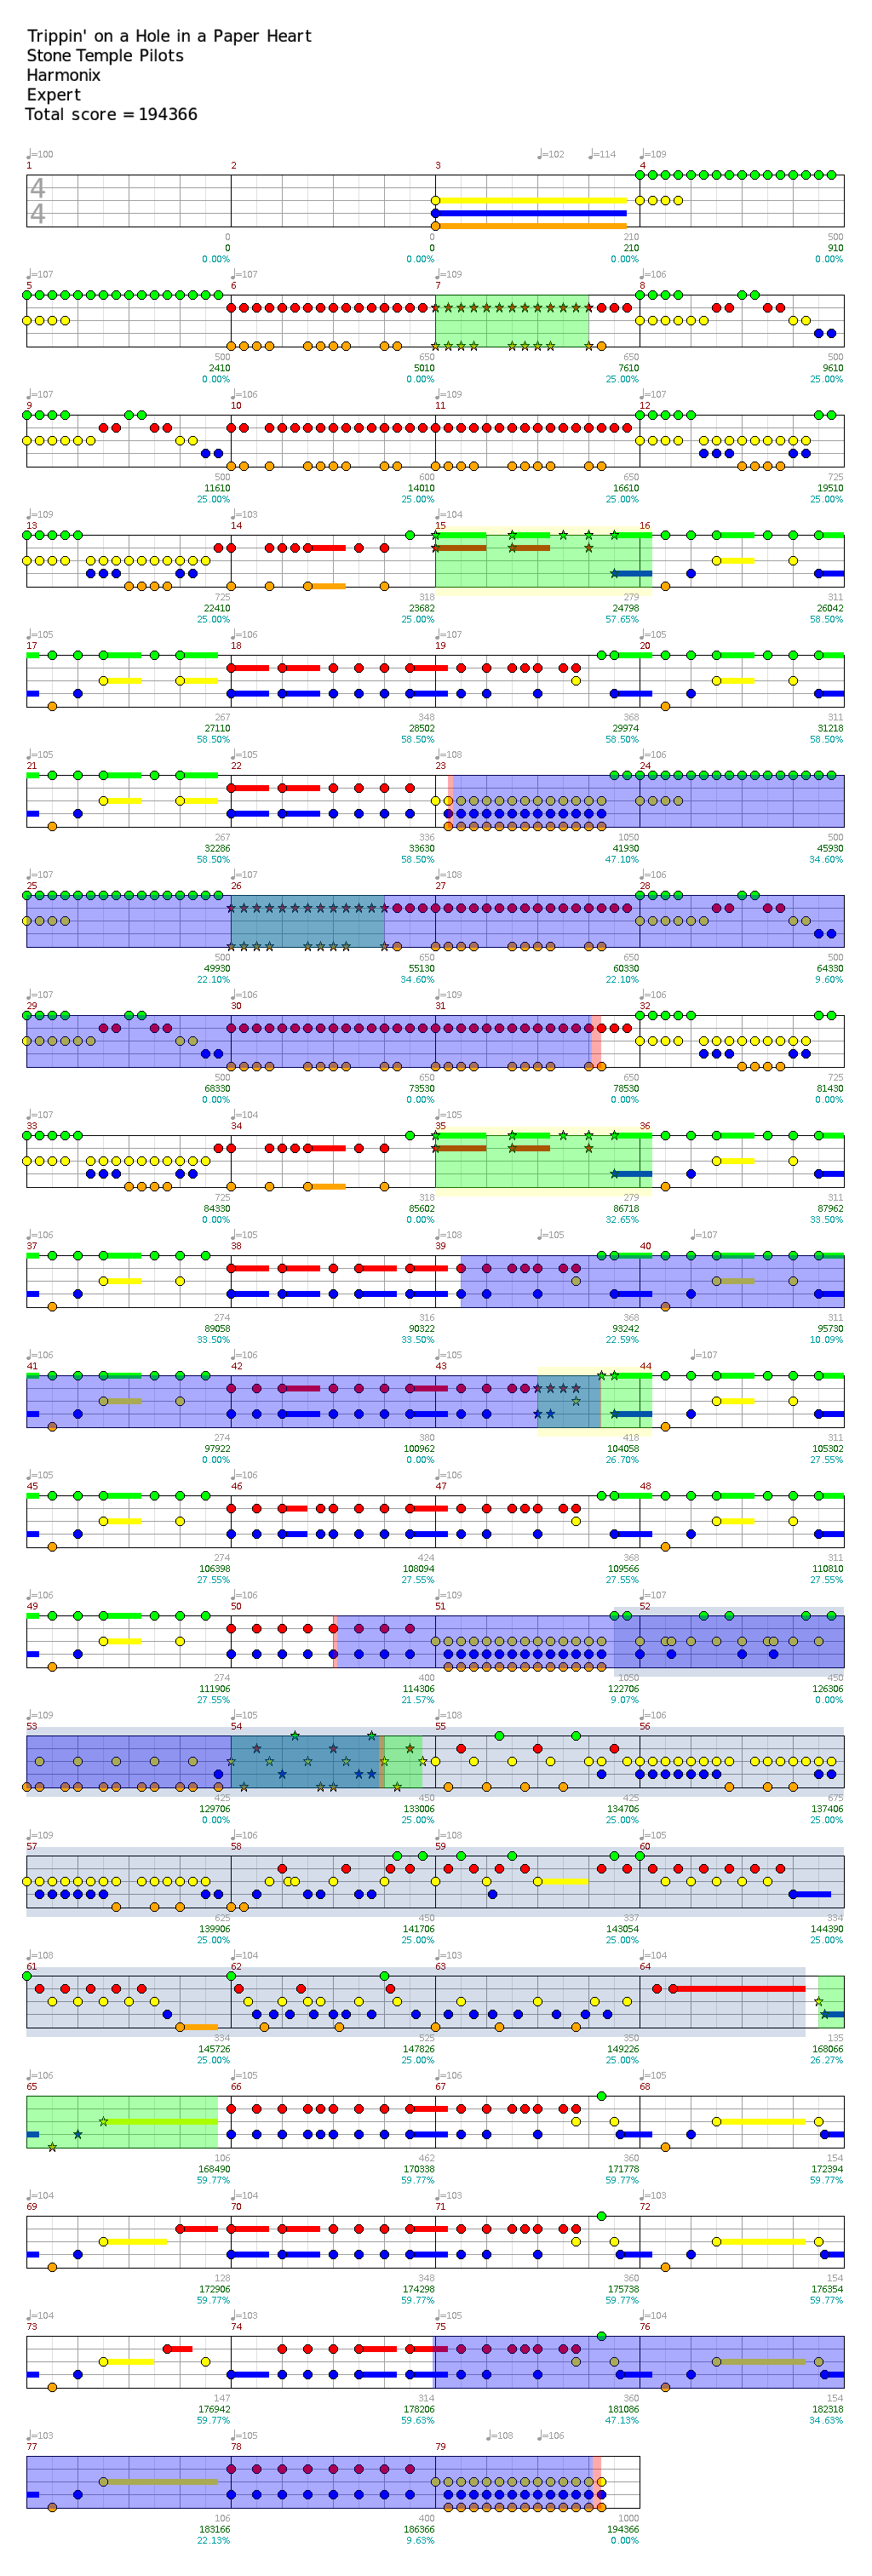 Trippin' on a Hole in a Paper Heart
Stone Temple Pilots
Harmonix
Expert
Total score = 194366
♩=100 ♩=102 ♩=114 ♩=109
1 2 3 4
4
4
0 0 210 500
0 0 210 910
0.00% 0.00% 0.00% 0.00%
♩=107 ♩=107 ♩=109 ♩=106
5 6 7 8
500 650 650 500
2410 5010 7610 9610
0.00% 0.00% 25.00% 25.00%
♩=107 ♩=106 ♩=109 ♩=107
9 10 11 12
500 600 650 725
11610 14010 16610 19510
25.00% 25.00% 25.00% 25.00%
♩=109 ♩=103 ♩=104
13 14 15 16
725 318 279 311
22410 23682 24798 26042
25.00% 25.00% 57.65% 58.50%
♩=105 ♩=106 ♩=107 ♩=105
17 18 19 20
267 348 368 311
27110 28502 29974 31218
58.50% 58.50% 58.50% 58.50%
♩=105 ♩=105 ♩=108 ♩=106
21 22 23 24
267 336 1050 500
32286 33630 41930 45930
58.50% 58.50% 47.10% 34.60%
♩=107 ♩=107 ♩=108 ♩=106
25 26 27 28
500 650 650 500
49930 55130 60330 64330
22.10% 34.60% 22.10% 9.60%
♩=107 ♩=106 ♩=109 ♩=106
29 30 31 32
500 650 650 725
68330 73530 78530 81430
0.00% 0.00% 0.00% 0.00%
♩=107 ♩=104 ♩=105
33 34 35 36
725 318 279 311
84330 85602 86718 87962
0.00% 0.00% 32.65% 33.50%
♩=106 ♩=105 ♩=108 ♩=105 ♩=107
37 38 39 40
274 316 368 311
89058 90322 93242 95730
33.50% 33.50% 22.59% 10.09%
♩=106 ♩=106 ♩=105 ♩=107
41 42 43 44
274 380 418 311
97922 100962 104058 105302
0.00% 0.00% 26.70% 27.55%
♩=105 ♩=106 ♩=106
45 46 47 48
274 424 368 311
106398 108094 109566 110810
27.55% 27.55% 27.55% 27.55%
♩=106 ♩=106 ♩=109 ♩=107
49 50 51 52
274 400 1050 450
111906 114306 122706 126306
27.55% 21.57% 9.07% 0.00%
♩=109 ♩=105 ♩=108 ♩=106
53 54 55 56
425 450 425 675
129706 133006 134706 137406
0.00% 25.00% 25.00% 25.00%
♩=109 ♩=106 ♩=108 ♩=105
57 58 59 60
625 450 337 334
139906 141706 143054 144390
25.00% 25.00% 25.00% 25.00%
♩=108 ♩=104 ♩=103 ♩=104
61 62 63 64
334 525 350 135
145726 147826 149226 168066
25.00% 25.00% 25.00% 26.27%
♩=106 ♩=105 ♩=106 ♩=105
65 66 67 68
106 462 360 154
168490 170338 171778 172394
59.77% 59.77% 59.77% 59.77%
♩=104 ♩=104 ♩=103 ♩=103
69 70 71 72
128 348 360 154
172906 174298 175738 176354
59.77% 59.77% 59.77% 59.77%
♩=104 ♩=103 ♩=105 ♩=104
73 74 75 76
147 314 360 154
176942 178206 181086 182318
59.77% 59.63% 47.13% 34.63%
♩=103 ♩=105 ♩=108 ♩=106
77 78 79
106 400 1000
183166 186366 194366
22.13% 9.63% 0.00%